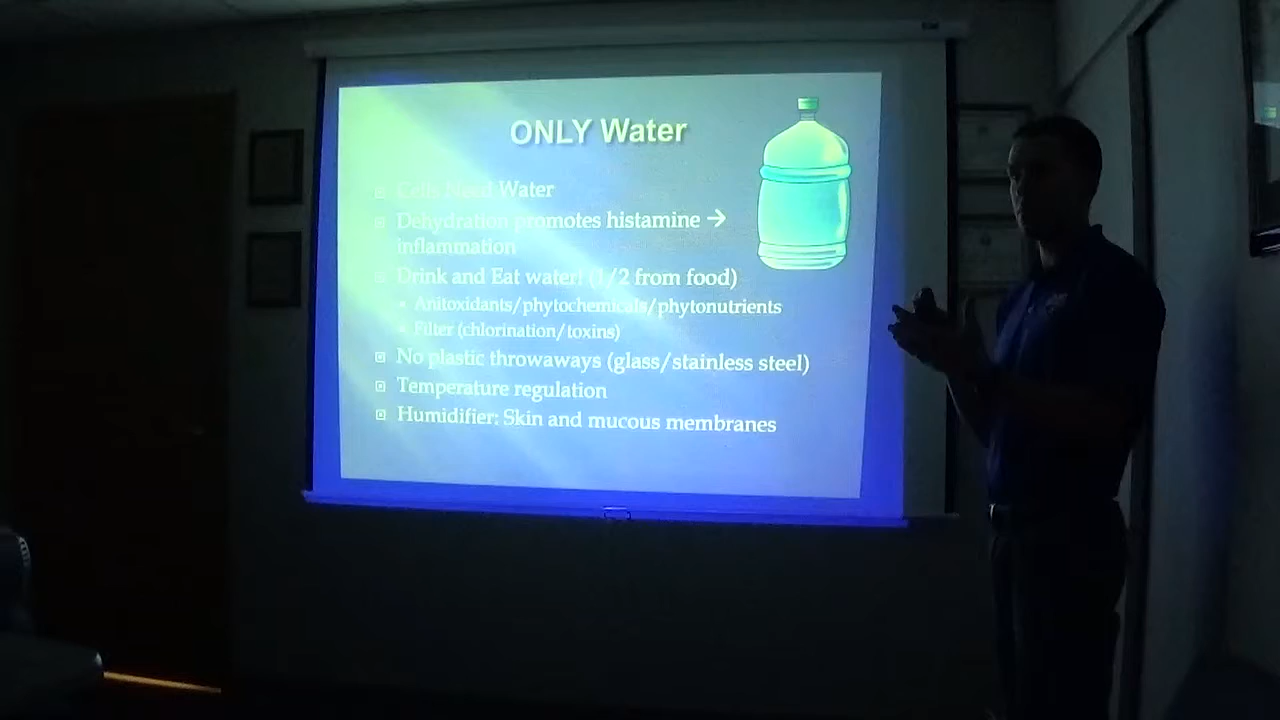 ONLY Water
Cells Need Water
Dehydration promotes histamine →
inflammation
Drink and Eat water! (1/2 from food)
Anitoxidants/phytochemicals/phytonutrients
Filter (chlorination/toxins)
No plastic throwaways (glass/stainless steel)
Temperature regulation
Humidifier: Skin and mucous membranes